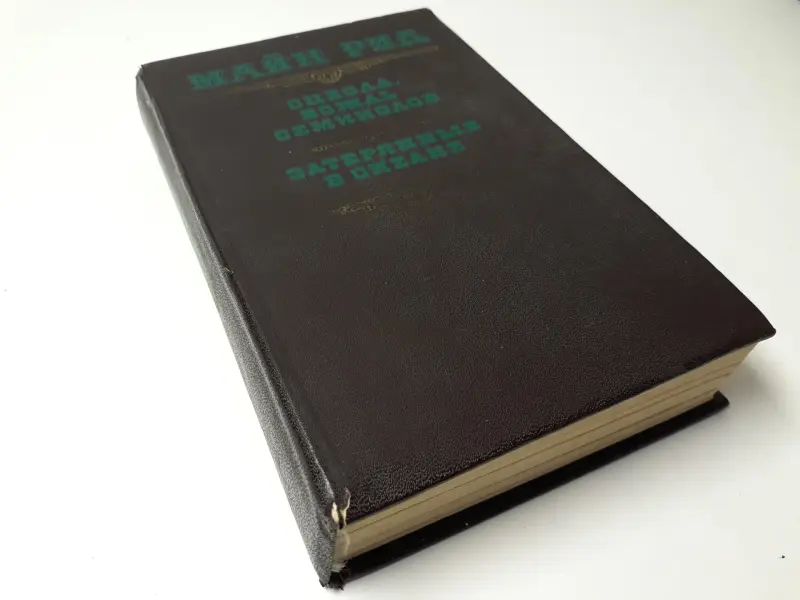 МАЙН РИД
ОЦЕОЛА,
ВОЖДЬ
СЕМИНОЛОВ
ЗАТЕРЯННЫЕ
В ОКЕАНЕ